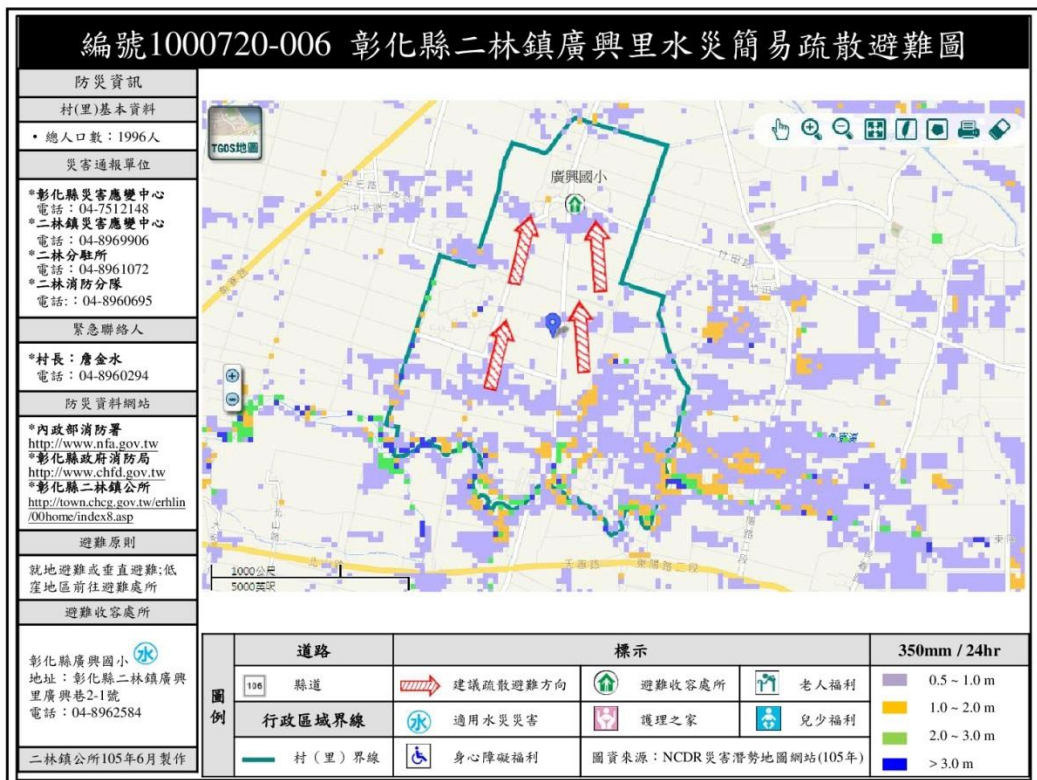 編號1000720-006 彰化縣二林鎮廣興里水災簡易疏散避難圖
防災資訊
村(里)基本資料
• 總人口數：1996人
災害通報單位
*彰化縣災害應變中心
電話：04-7512148
*二林鎮災害應變中心
電話：04-8969906
*二林分駐所
電話：04-8961072
*二林消防分隊
電話:：04-8960695
緊急聯絡人
*村長：詹金水
電話：04-8960294
防災資料網站
*內政部消防署
http://www.nfa.gov.tw
*彰化縣政府消防局
http://www.chfd.gov.tw
*彰化縣二林鎮公所
http://town.chcg.gov.tw/erhlin
/00home/index8.asp
避難原則
就地避難或垂直避難;低
窪地區前往避難處所
避難收容處所
水
彰化縣廣興國小
地址：彰化縣二林鎮廣興
里廣興巷2-1號
電話：04-8962584
二林鎮公所105年6月製作
TGOS地圖
廣興國小
竹田路
1000公尺
5000英呎
圖例
道路
106 縣道
行政區域界線
村（里）界線
標示
建議疏散避難方向
避難收容處所
老人福利
水 適用水災災害
護理之家
兒少福利
身心障礙福利
圖資來源：NCDR災害潛勢地圖網站(105年)
350mm / 24hr
0.5 ~ 1.0 m
1.0 ~ 2.0 m
2.0 ~ 3.0 m
> 3.0 m